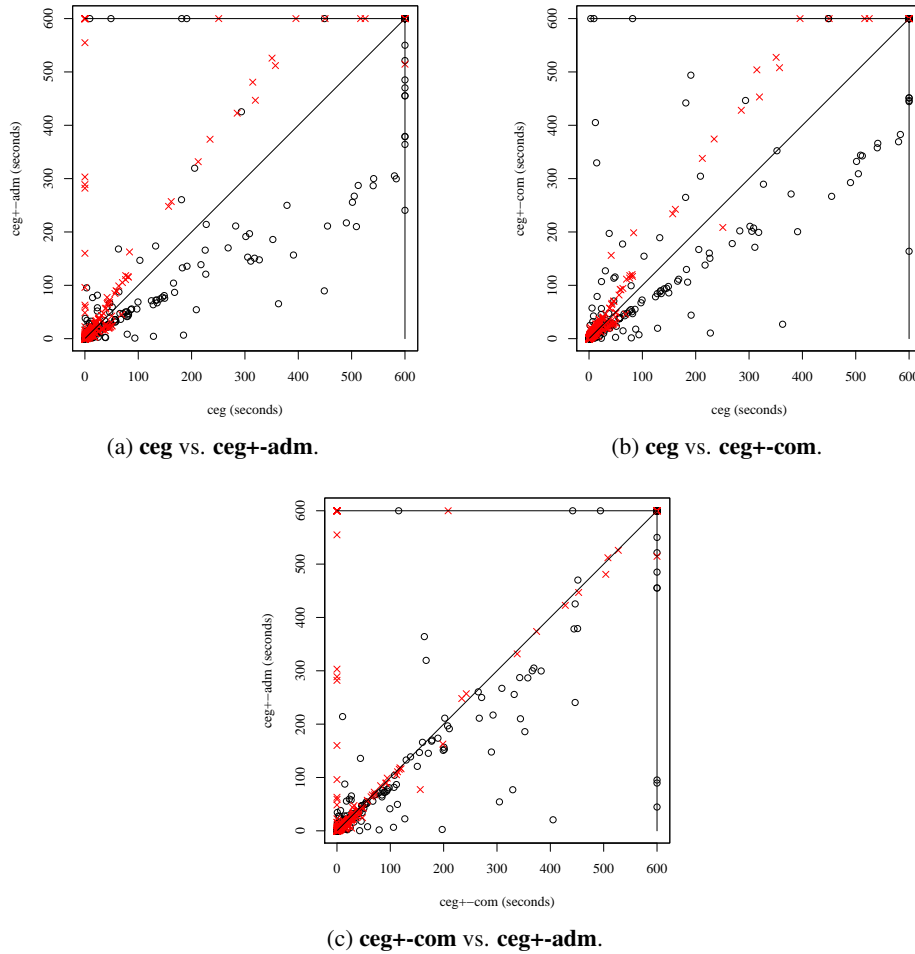 600
500
400
300
200
100
0
ceg+-adm (seconds)
0 100 200 300 400 500 600
ceg (seconds)
(a) ceg vs. ceg+-adm.
600
500
400
300
200
100
0
ceg+-com (seconds)
0 100 200 300 400 500 600
ceg (seconds)
(b) ceg vs. ceg+-com.
600
500
400
300
200
100
0
ceg+-adm (seconds)
0 100 200 300 400 500 600
ceg+-com (seconds)
(c) ceg+-com vs. ceg+-adm.